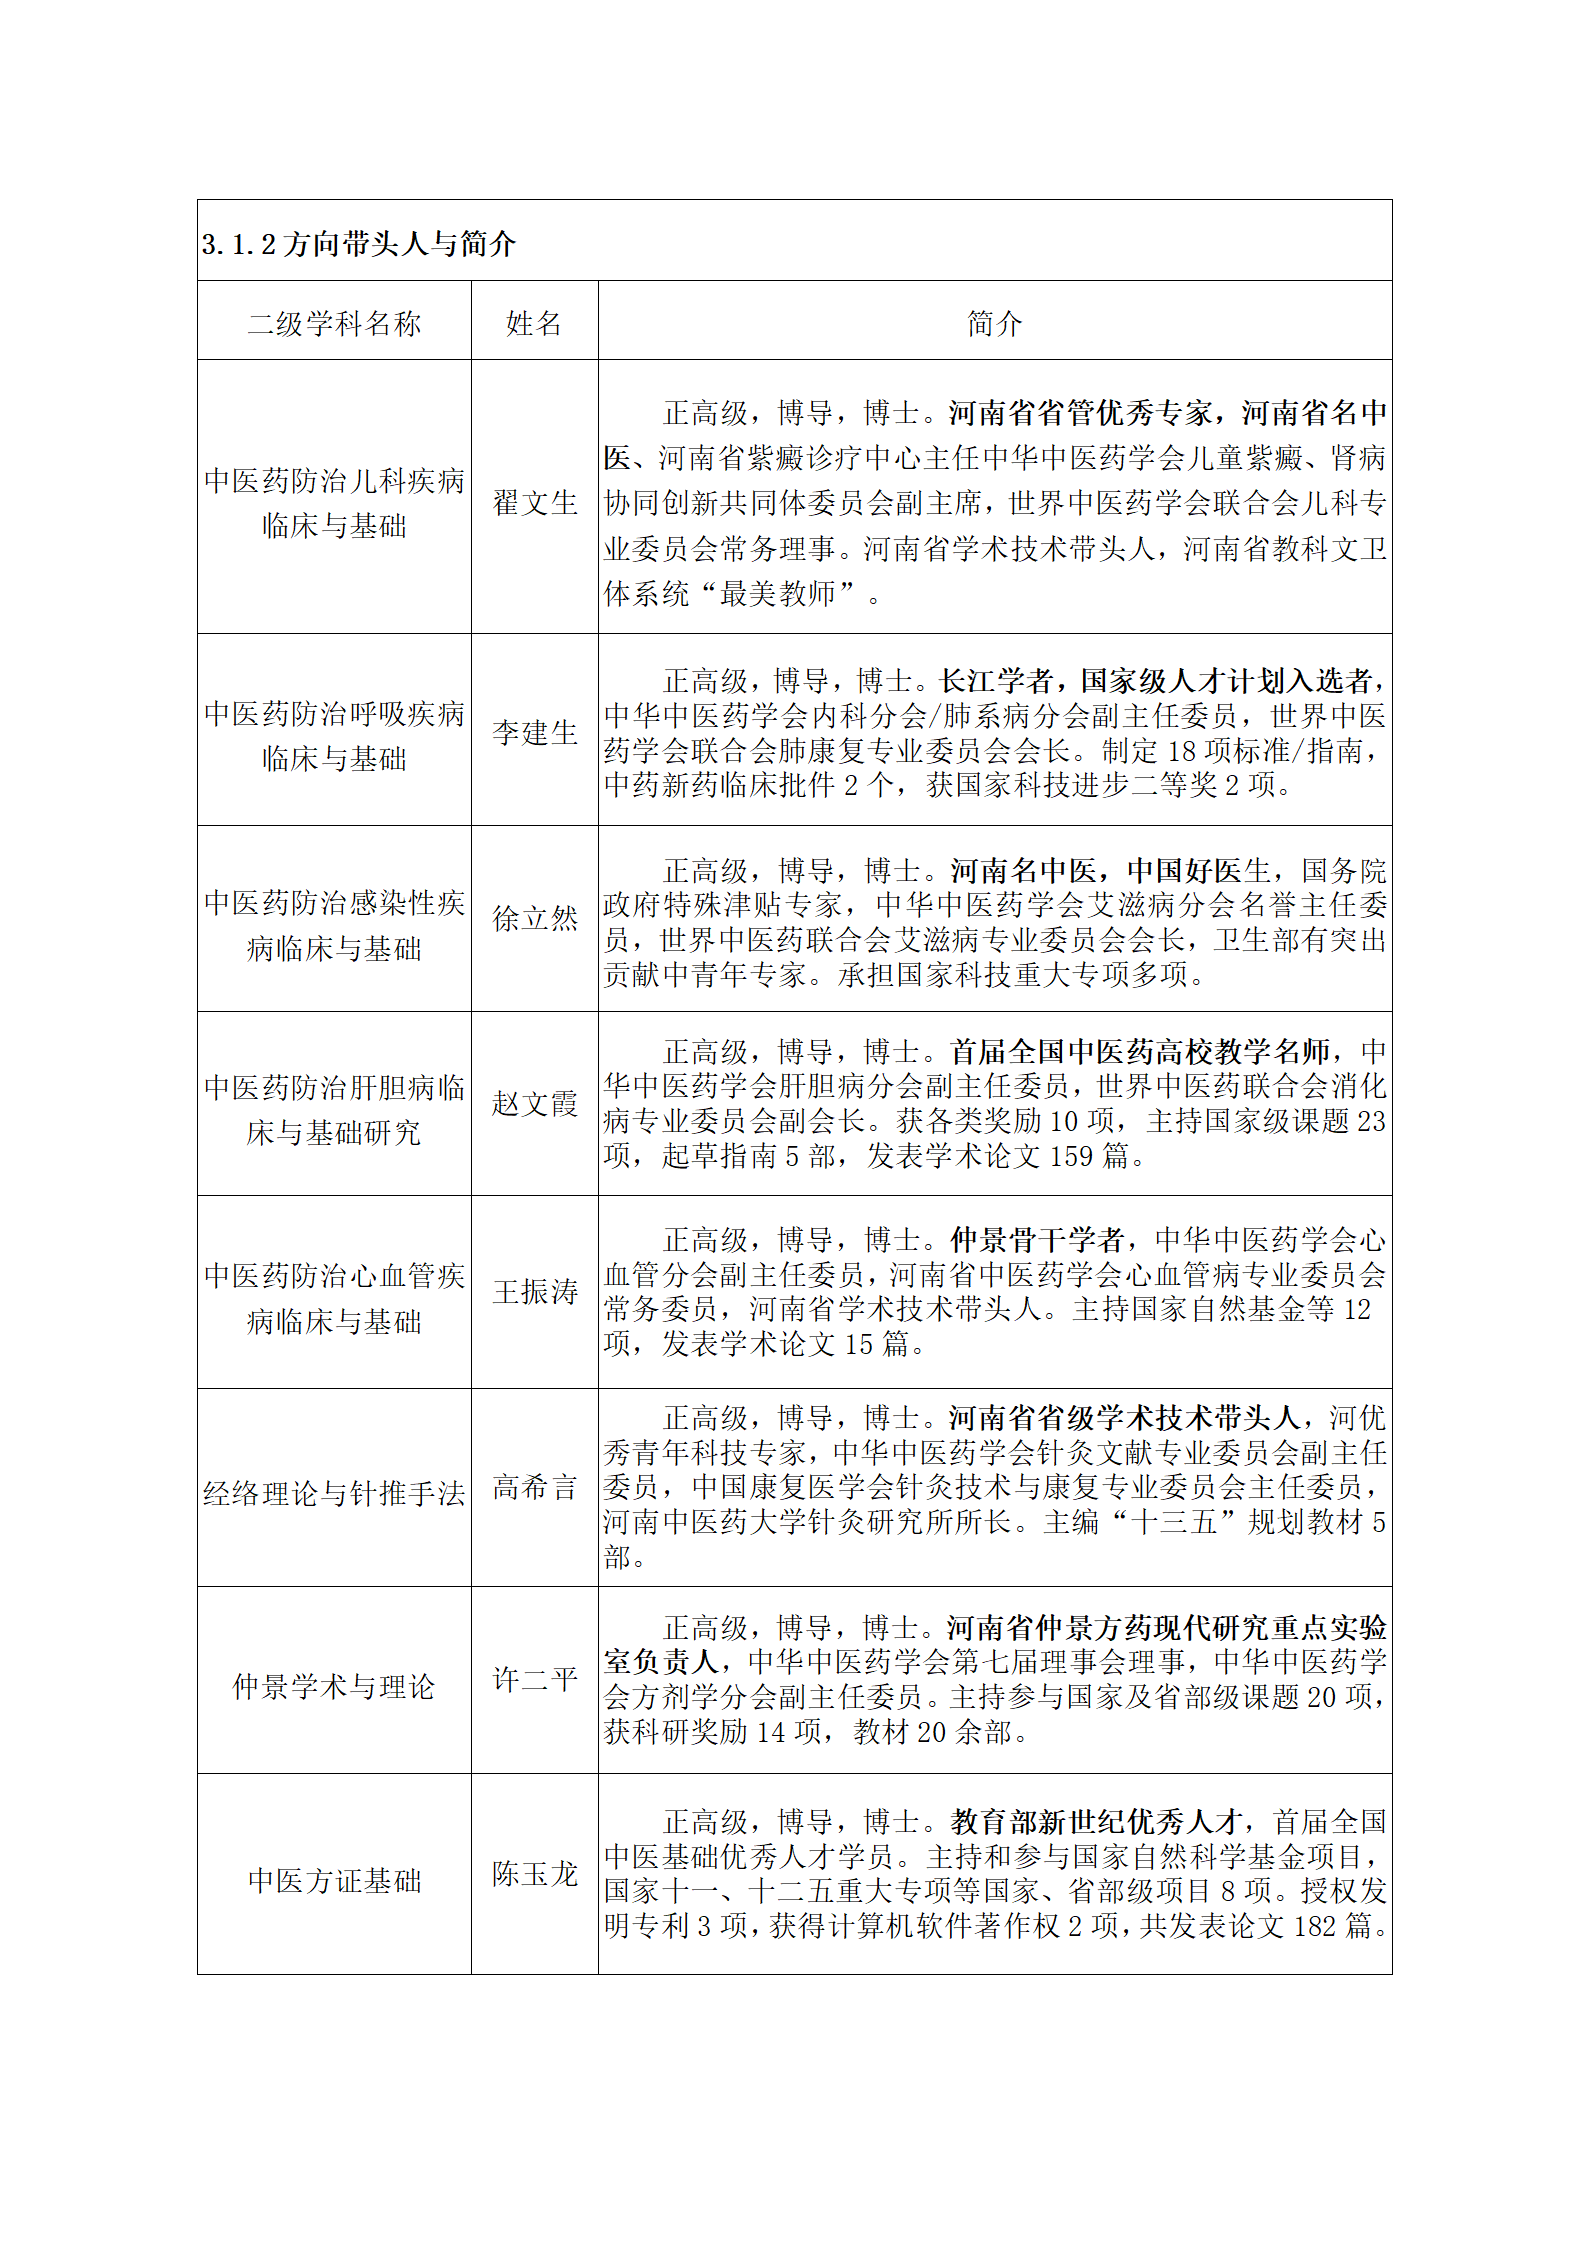 3.1.2方向带头人与简介
二级学科名称
姓名
简介
中医药防治儿科疾病
临床与基础
翟文生
正高级，博导，博士。河南省省管优秀专家，河南省名中
医、河南省紫癜诊疗中心主任中华中医药学会儿童紫癜、肾病
协同创新共同体委员会副主席，世界中医药学会联合会儿科专
业委员会常务理事。河南省学术技术带头人，河南省教科文卫
体系统“最美教师”。
中医药防治呼吸疾病
临床与基础
李建生
正高级，博导，博士。长江学者，国家级人才计划入选者，
中华中医药学会内科分会/肺系病分会副主任委员，世界中医
药学会联合会肺康复专业委员会会长。制定 18 项标准/指南，
中药新药临床批件 2 个，获国家科技进步二等奖 2 项。
中医药防治感染性疾
病临床与基础
徐立然
正高级，博导，博士。河南名中医，中国好医生，国务院
政府特殊津贴专家，中华中医药学会艾滋病分会名誉主任委
员，世界中医药联合会艾滋病专业委员会会长，卫生部有突出
贡献中青年专家。承担国家科技重大专项多项。
中医药防治肝胆病临
床与基础研究
赵文霞
正高级，博导，博士。首届全国中医药高校教学名师，中
华中医药学会肝胆病分会副主任委员，世界中医药联合会消化
病专业委员会副会长。获各类奖励 10 项，主持国家级课题 23
项，起草指南 5 部，发表学术论文 159 篇。
中医药防治心血管疾
病临床与基础
王振涛
正高级，博导，博士。仲景骨干学者，中华中医药学会心
血管分会副主任委员，河南省中医药学会心血管病专业委员会
常务委员，河南省学术技术带头人。主持国家自然基金等 12
项，发表学术论文 15 篇。
经络理论与针推手法
高希言
正高级，博导，博士。河南省省级学术技术带头人，河优
秀青年科技专家，中华中医药学会针灸文献专业委员会副主任
委员，中国康复医学会针灸技术与康复专业委员会主任委员，
河南中医药大学针灸研究所所长。主编“十三五”规划教材 5
部。
仲景学术与理论
许二平
正高级，博导，博士。河南省仲景方药现代研究重点实验
室负责人，中华中医药学会第七届理事会理事，中华中医药学
会方剂学分会副主任委员。主持参与国家及省部级课题 20 项，
获科研奖励 14 项，教材 20 余部。
中医方证基础
陈玉龙
正高级，博导，博士。教育部新世纪优秀人才，首届全国
中医基础优秀人才学员。主持和参与国家自然科学基金项目，
国家十一、十二五重大专项等国家、省部级项目 8 项。授权发
明专利 3 项，获得计算机软件著作权 2 项，共发表论文 182 篇。